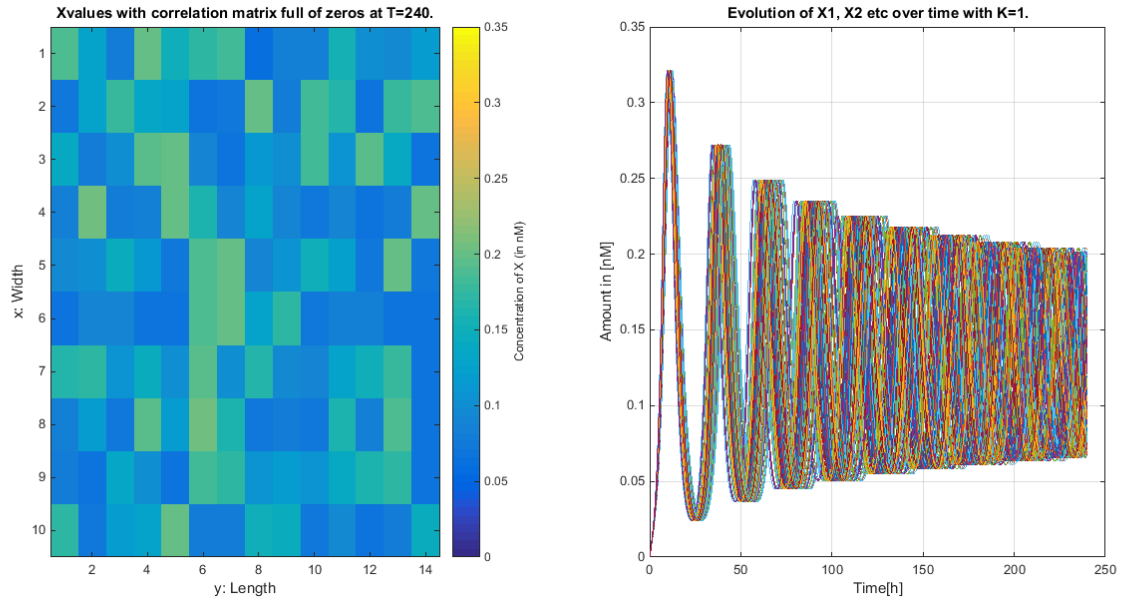 Xvalues with correlation matrix full of zeros at T=240.
1
2
3
4
5
6
7
8
9
10
x: Width
2 4 6 8 10 12 14
y: Length
0.35
0.3
0.25
0.2
0.15
0.1
0.05
0
Concentration of X (in nM)
Evolution of X1, X2 etc over time with K=1.
0.35
0.3
0.25
0.2
0.15
0.1
0.05
0
Amount in [nM]
0 50 100 150 200 250
Time[h]